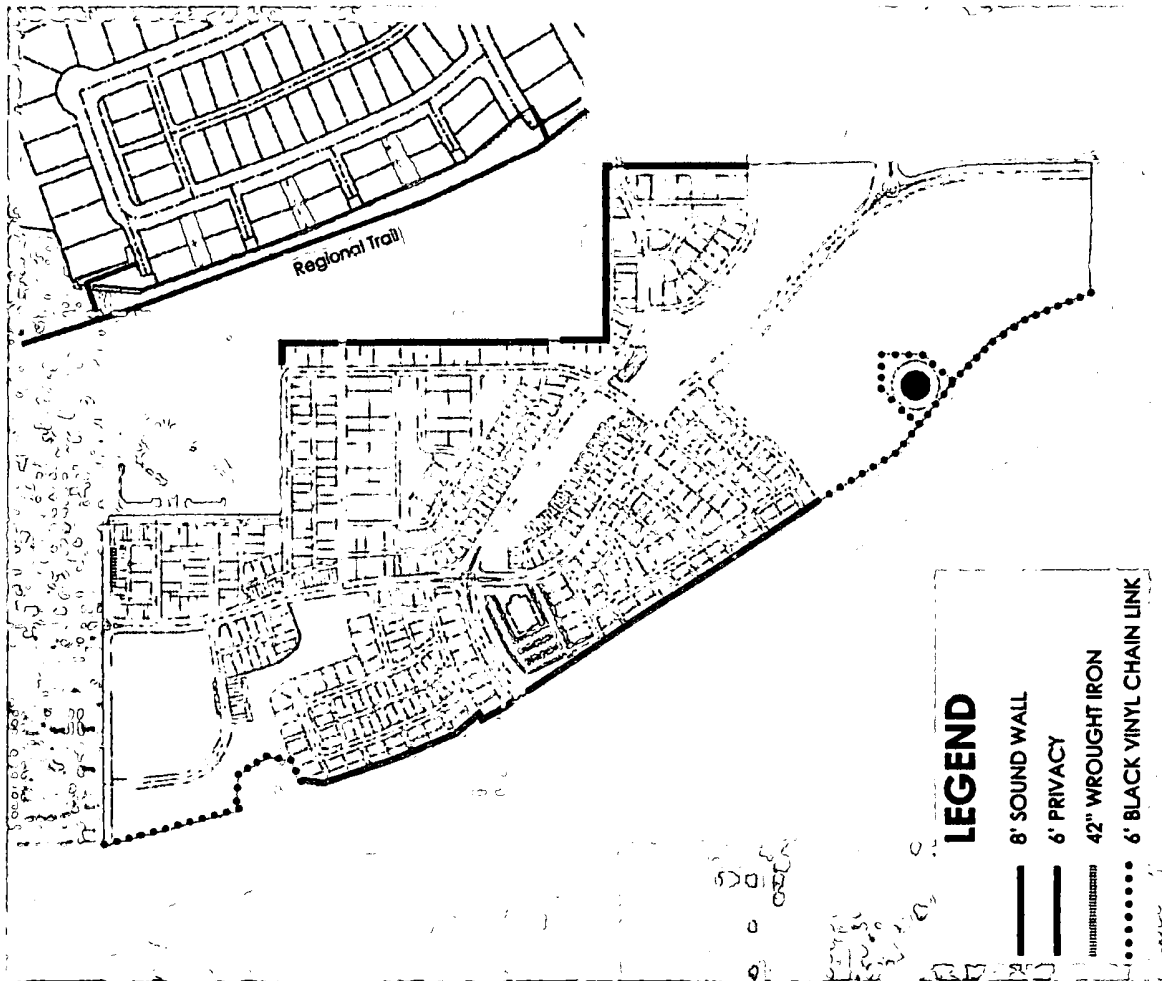 Regional Trail
LEGEND
8' SOUND WALL
6' PRIVACY
42" WROUGHT IRON
6' BLACK VINYL CHAIN LINK